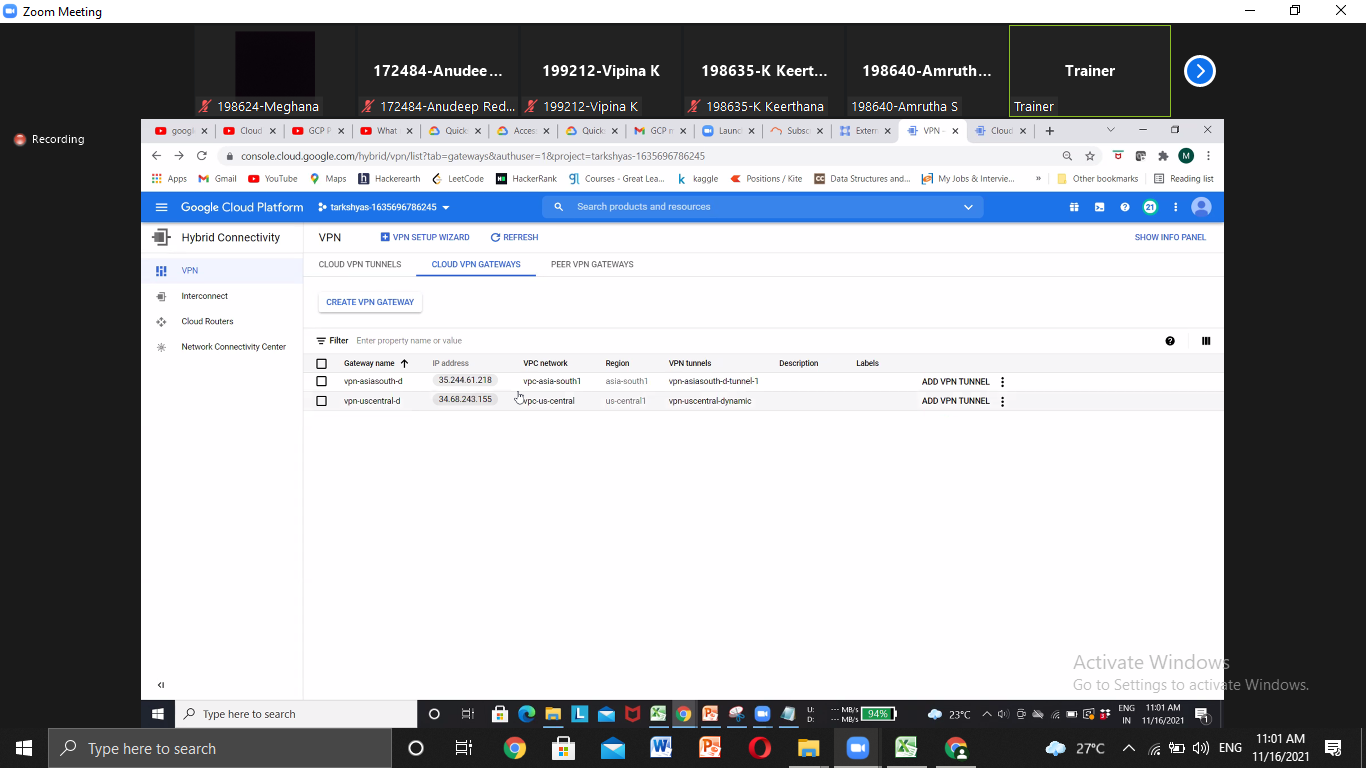 Zoom Meeting
172484-Anudee... 199212-Vipina K 198635-K Keert... 198640-Amruth... Trainer
198624-Meghana 172484-Anudeep Red... 199212-Vipina K 198635-K Keerthana 198640-Amrutha S Trainer
Recording
googl Cloud GCP P What Quick Acces Quick GCP n Launc Subsc Extern VPN - Cloud
console.cloud.google.com/hybrid/vpn/list?tab=gateways&authuser=1&project=tarkshyas-1635696786245 M
Apps Gmail YouTube Maps Hackerearth LeetCode HackerRank Courses - Great Lea... kaggle Positions / Kite Data Structures and... My Jobs & Intervie... » Other bookmarks Reading list
Google Cloud Platform tarkshyas-1635696786245 Search products and resources 21
Hybrid Connectivity VPN VPN SETUP WIZARD REFRESH SHOW INFO PANEL
CLOUD VPN TUNNELS CLOUD VPN GATEWAYS PEER VPN GATEWAYS
VPN
Interconnect
Cloud Routers
Network Connectivity Center
CREATE VPN GATEWAY
Filter Enter property name or value
Gateway name IP address VPC network Region VPN tunnels Description Labels
vpn-asiasouth-d 35.244.61.218 vpc-asia-south1 asia-south1 vpn-asiasouth-d-tunnel-1 ADD VPN TUNNEL
vpn-uscentral-d 34.68.243.155 vpc-us-central us-central1 vpn-uscentral-dynamic ADD VPN TUNNEL
Activate Windows
Go to Settings to activate Windows.
Type here to search U: --- MB/s 94% 23°C ENG 11:01 AM
D: --- MB/s IN 11/16/2021 1
Type here to search 27°C ENG 11:01 AM
11/16/2021